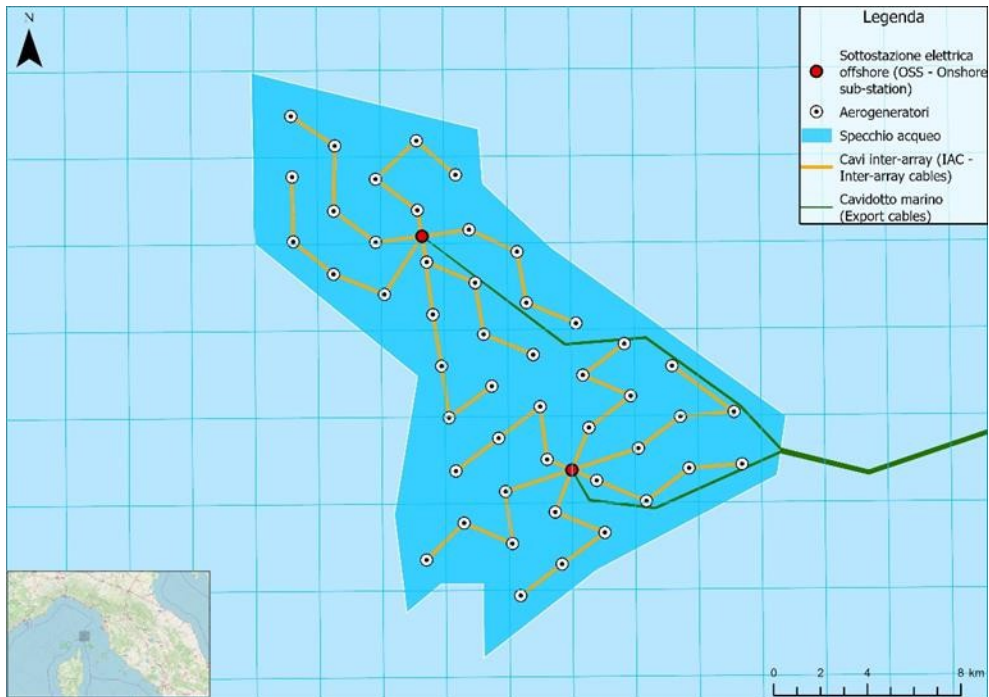 N
Legenda
Sottostazione elettrica
offshore (OSS - Onshore
sub-station)
Aerogeneratori
Specchio acqueo
Cavi inter-array (IAC -
Inter-array cables)
Cavidotto marino
(Export cables)
0 2 4 8 km